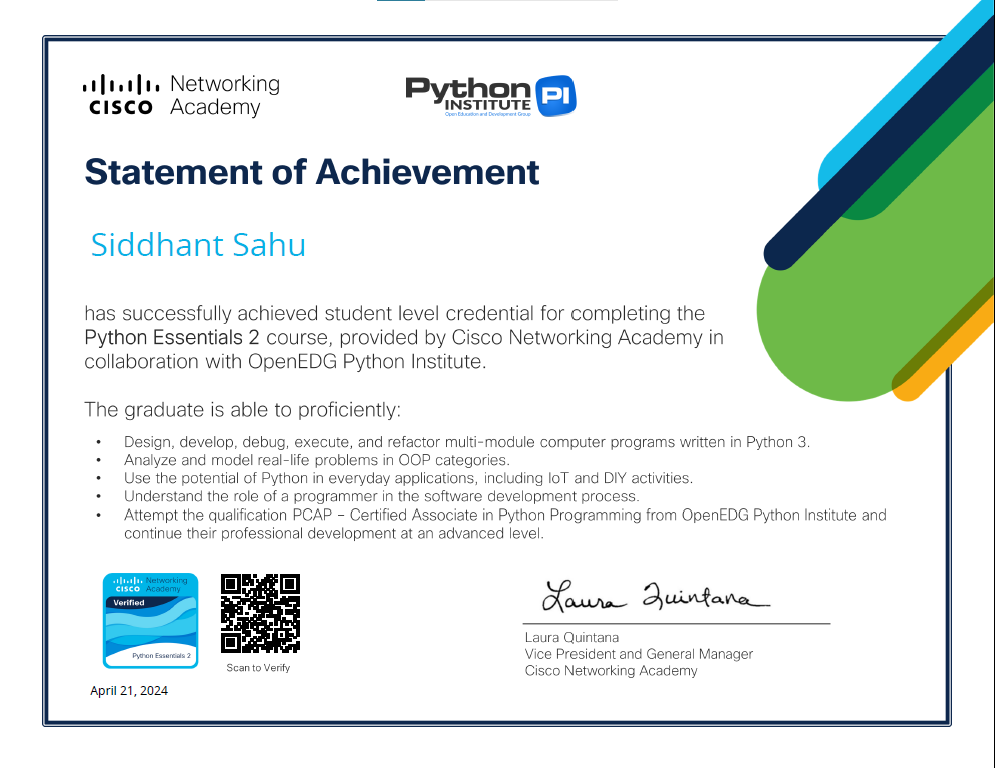 Networking
CISCO Academy
Python
INSTITUTE
PI
Open Education and Development Group
Statement of Achievement
Siddhant Sahu
has successfully achieved student level credential for completing the
Python Essentials 2 course, provided by Cisco Networking Academy in
collaboration with OpenEDG Python Institute.
The graduate is able to proficiently:
• Design, develop, debug, execute, and refactor multi-module computer programs written in Python 3.
• Analyze and model real-life problems in OOP categories.
• Use the potential of Python in everyday applications, including IoT and DIY activities.
• Understand the role of a programmer in the software development process.
• Attempt the qualification PCAP – Certified Associate in Python Programming from OpenEDG Python Institute and
continue their professional development at an advanced level.
Networking
CISCO Academy
Verified
Python Essentials 2
Scan to Verify
April 21, 2024
Laura Quintana
Laura Quintana
Vice President and General Manager
Cisco Networking Academy